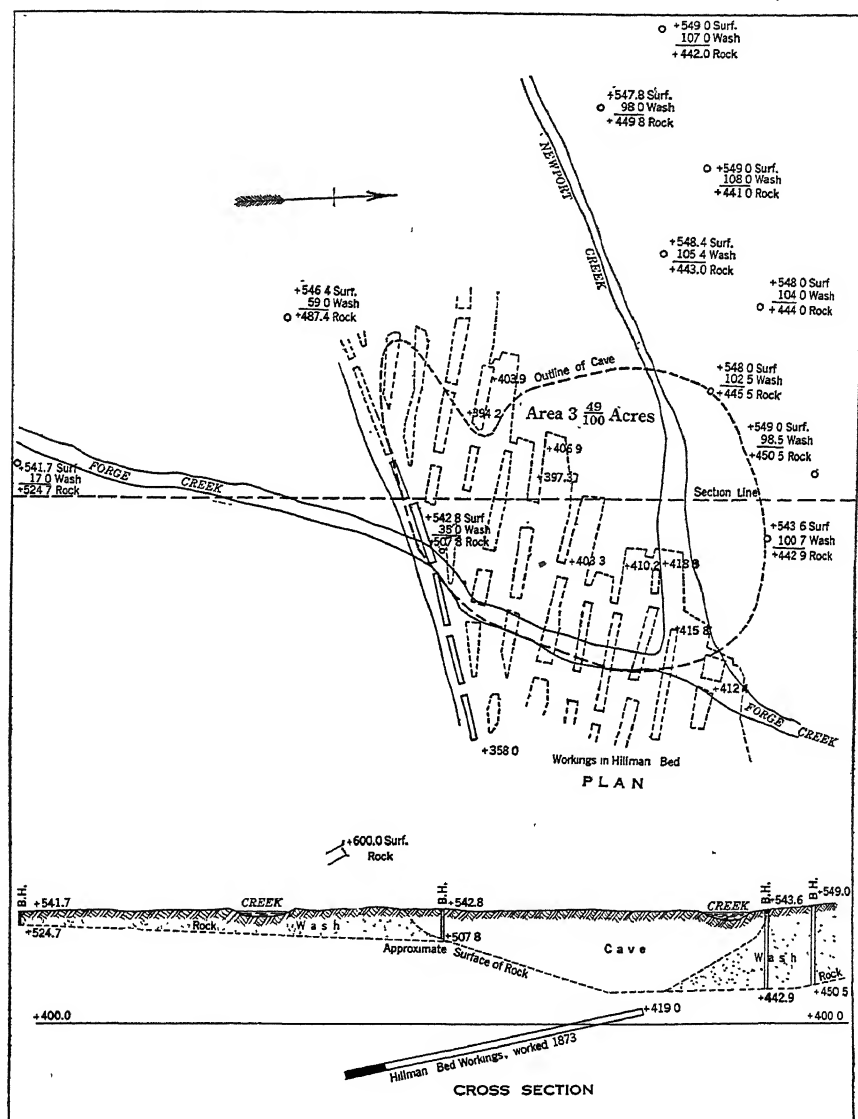 +549 0 Surf.
107 0 Wash
+442.0 Rock
+547.8 Surf.
98 0 Wash
+449 8 Rock
NEWPORT CREEK
+549 0 Surf.
108 0 Wash
+441 0 Rock
+548.4 Surf.
105 4 Wash
+443.0 Rock
+548 0 Surf
104 0 Wash
+444 0 Rock
+546 4 Surf.
59 0 Wash
+487.4 Rock
+403.9
Outline of Cave
+548 0 Surf
102 5 Wash
+445 5 Rock
+394 2
Area 3 49/100 Acres
+549 0 Surf.
98.5 Wash
+450 5 Rock
+406 9
+397.3
+541.7 Surf
17 0 Wash
+524 7 Rock
FORGE CREEK
Section Line
+542 8 Surf
35 0 Wash
+507 8 Rock
+543 6 Surf
100 7 Wash
+442 9 Rock
+403 3
+410.2
+415 8
+412
FORGE CREEK
+358 0
Workings in Hillman Bed
PLAN
+600.0 Surf.
Rock
B.H.
+541.7
CREEK
B.H.
+542.8
CREEK
B.H.
+543.6
B.H.
+549.0
+524.7
Rock
Wash
+507 8
Approximate Surface of Rock
Cave
Wash
Rock
+442.9
+450 5
+400.0
+419 0
+400 0
Hillman Bed Workings, worked 1873
CROSS SECTION